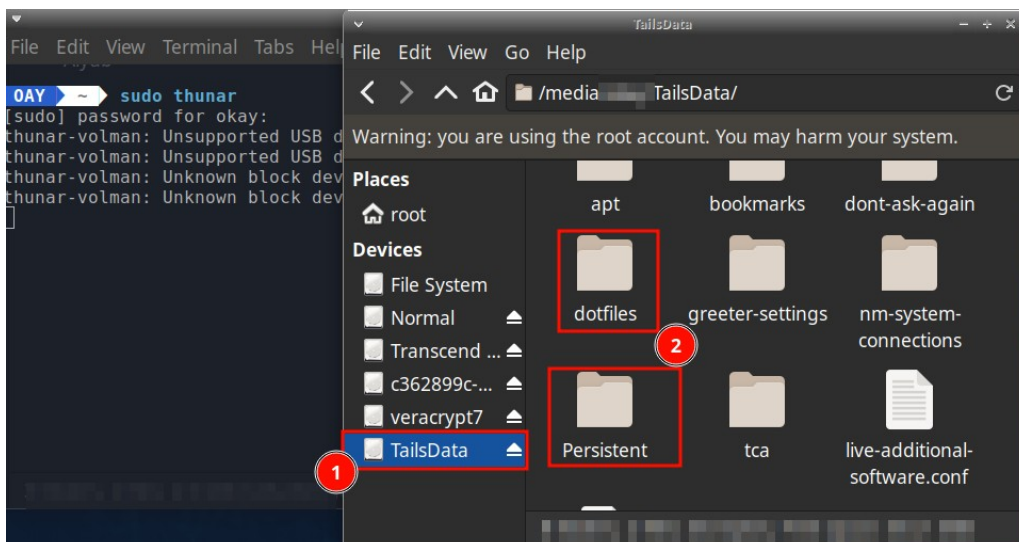 File Edit View Terminal Tabs Hel
OAY ~ sudo thunar
[sudo] password for okay:
thunar-volman: Unsupported USB d
thunar-volman: Unsupported USB d
thunar-volman: Unknown block dev
thunar-volman: Unknown block dev
TailsData
File Edit View Go Help
/media TailsData/
Warning: you are using the root account. You may harm your system.
Places
root
Devices
File System
Normal
Transcend ...
c362899c-...
veracrypt7
TailsData
1
apt bookmarks dont-ask-again
dotfiles greeter-settings nm-system-
connections
2
Persistent tca live-additional-
software.conf